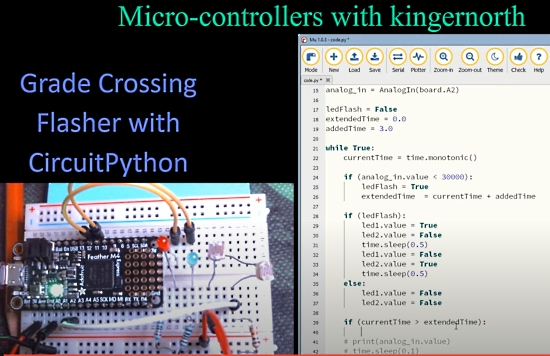 Micro-controllers with kingernorth
Grade Crossing
Flasher with
CircuitPython
Mu 1.0.3 - code.py *
Mode New Load Save Serial Plotter Zoom-in Zoom-out Theme Check Help
code.py *
15 analog_in = AnalogIn(board.A2)
16
17 ledFlash = False
18 extendedTime = 0.0
19 addedTime = 3.0
20
21 while True:
22 currentTime = time.monotonic()
23
24 if (analog_in.value < 30000):
25 ledFlash = True
26 extendedTime = currentTime + addedTime
27
28 if (ledFlash):
29 led1.value = True
30 led2.value = False
31 time.sleep(0.5)
32 led1.value = False
33 led2.value = True
34 time.sleep(0.5)
35 else:
36 led1.value = False
37 led2.value = False
38
39 if (currentTime > extendedTime):
40
41 # print(analog_in.value)
42 # time.sleep(0.1)
Feather M4
Express